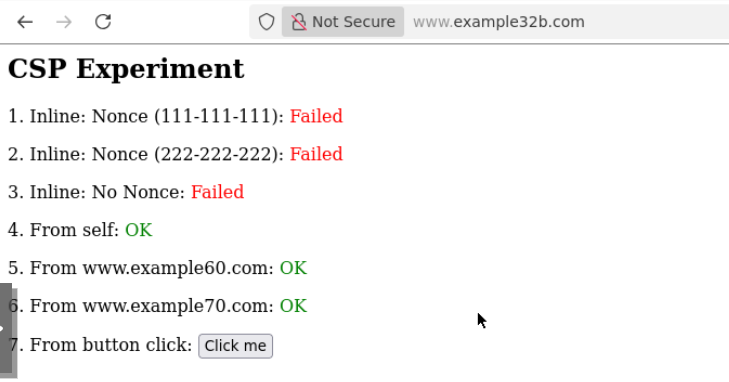 Not Secure www.example32b.com
CSP Experiment
1. Inline: Nonce (111-111-111): Failed
2. Inline: Nonce (222-222-222): Failed
3. Inline: No Nonce: Failed
4. From self: OK
5. From www.example60.com: OK
6. From www.example70.com: OK
7. From button click: Click me